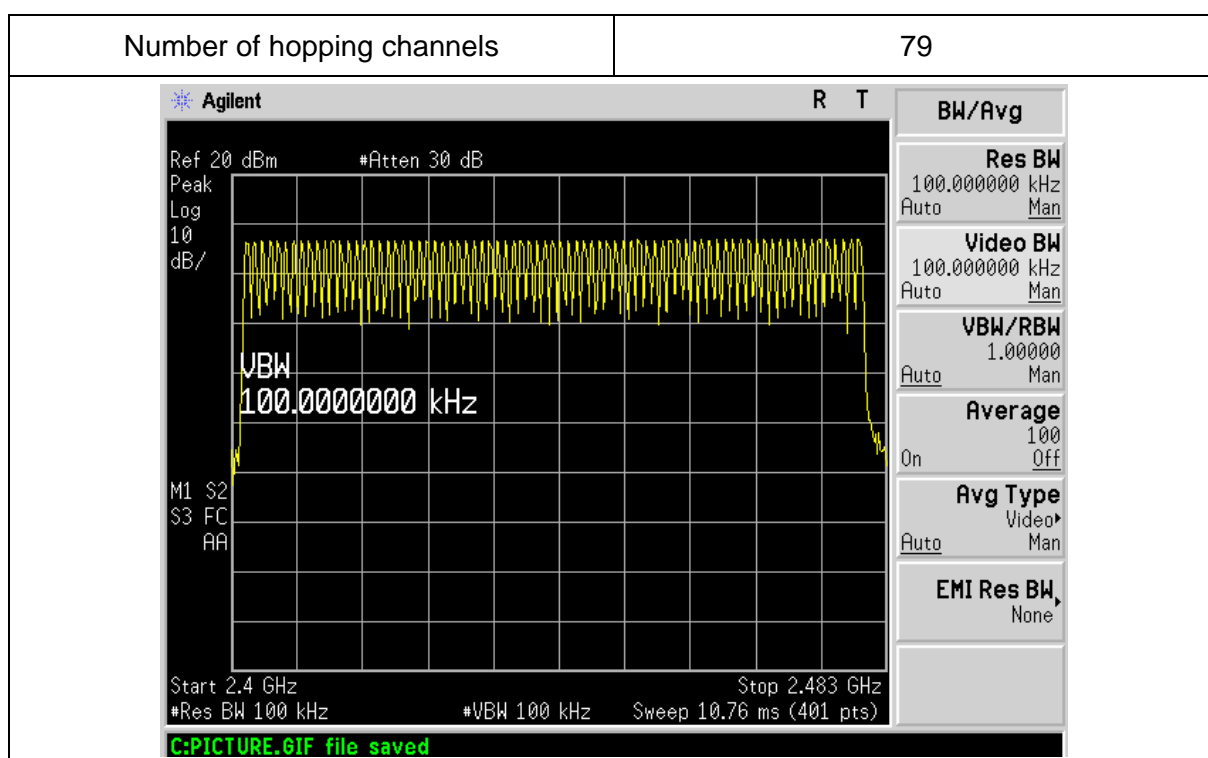 Number of hopping channels 79
Agilent R T
Ref 20 dBm #Atten 30 dB
Peak
Log
10
dB/
VBW
100.0000000 kHz
M1 S2
S3 FC
AA
Start 2.4 GHz Stop 2.483 GHz
#Res BW 100 kHz #VBW 100 kHz Sweep 10.76 ms (401 pts)
C:PICTURE.GIF file saved
BW/Avg
Res BW
100.000000 kHz
Auto Man
Video BW
100.000000 kHz
Auto Man
VBW/RBW
1.00000
Auto Man
Average
100
On Off
Avg Type
Video
Auto Man
EMI Res BW
None